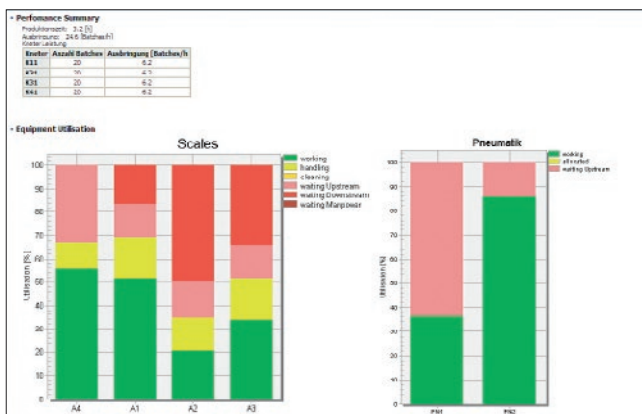 - Perfomance Summary
Produktionszeit: 3.2 [h]
Ausbringung: 24.6 [Batches/h]
Kneter Leistung
Kneter Anzahl Batches Ausbringung [Batches/h
K11 20 6.2
K21 20 6.2
K31 20 6.2
K41 20 6.2
- Equipment Utilisation
Scales
working
handling
cleaning
waiting Upstream
waiting Downstream
waiting Manpower
Utilisation [%]
100
90
80
70
60
50
40
30
20
10
0
A4 A1 A2 A3
Pneumatik
working
allocated
waiting Upstream
Utilisation [%]
100
90
80
70
60
50
40
30
20
10
0